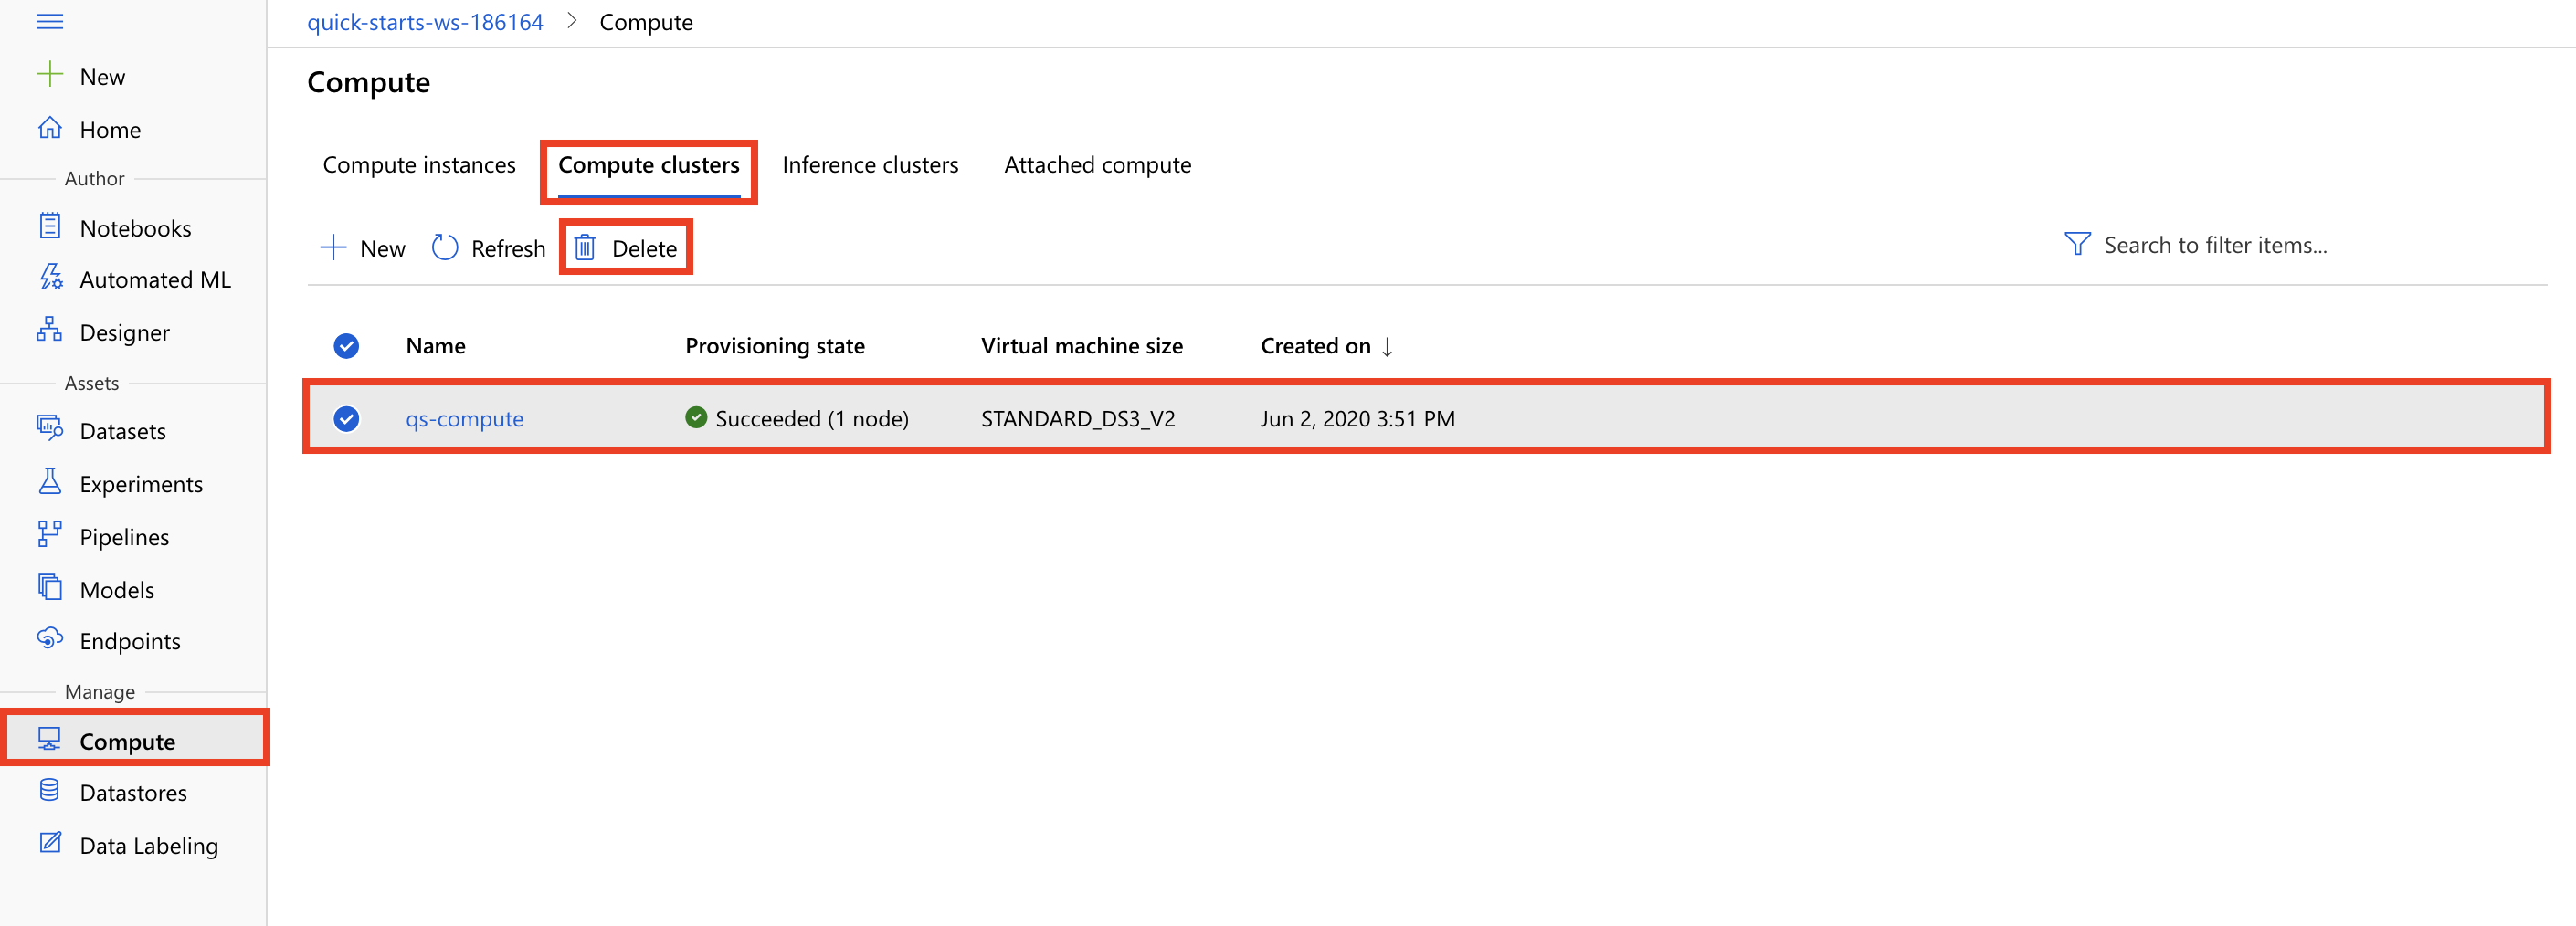 quick-starts-ws-186164 > Compute
New
Home
Author
Notebooks
Automated ML
Designer
Assets
Datasets
Experiments
Pipelines
Models
Endpoints
Manage
Compute
Datastores
Data Labeling
Compute
Compute instances Compute clusters Inference clusters Attached compute
New Refresh Delete Search to filter items...
Name Provisioning state Virtual machine size Created on ↓
qs-compute Succeeded (1 node) STANDARD_DS3_V2 Jun 2, 2020 3:51 PM